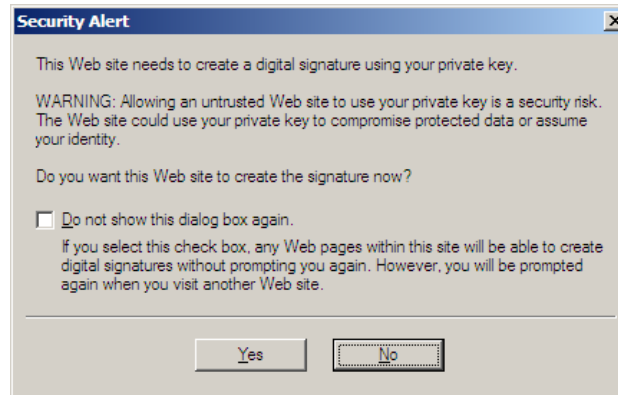 Security Alert
This Web site needs to create a digital signature using your private key.
WARNING: Allowing an untrusted Web site to use your private key is a security risk.
The Web site could use your private key to compromise protected data or assume
your identity.
Do you want this Web site to create the signature now?
Do not show this dialog box again.
If you select this check box, any Web pages within this site will be able to create
digital signatures without prompting you again. However, you will be prompted
again when you visit another Web site.
Yes No